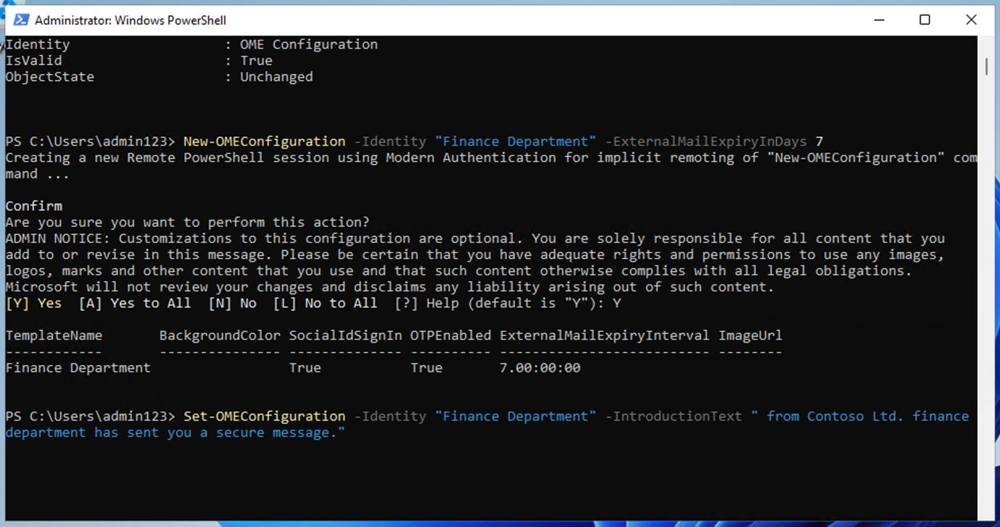 Administrator: Windows PowerShell
Identity : OME Configuration
IsValid : True
ObjectState : Unchanged
PS C:\Users\admin123> New-OMEConfiguration -Identity "Finance Department" -ExternalMailExpiryInDays 7
Creating a new Remote PowerShell session using Modern Authentication for implicit remoting of "New-OMEConfiguration" com
mand ...
Confirm
Are you sure you want to perform this action?
ADMIN NOTICE: Customizations to this configuration are optional. You are solely responsible for all content that you
add to or revise in this message. Please be certain that you have adequate rights and permissions to use any images,
logos, marks and other content that you use and that such content otherwise complies with all legal obligations.
Microsoft will not review your changes and disclaims any liability arising out of such content.
[Y] Yes  [A] Yes to All  [N] No  [L] No to All  [?] Help (default is "Y"): Y
TemplateName BackgroundColor SocialIdSignIn OTPEnabled ExternalMailExpiryInterval ImageUrl
------------ --------------- -------------- ---------- -------------------------- --------
Finance Department True True 7.00:00:00
PS C:\Users\admin123> Set-OMEConfiguration -Identity "Finance Department" -IntroductionText " from Contoso Ltd. finance
department has sent you a secure message."